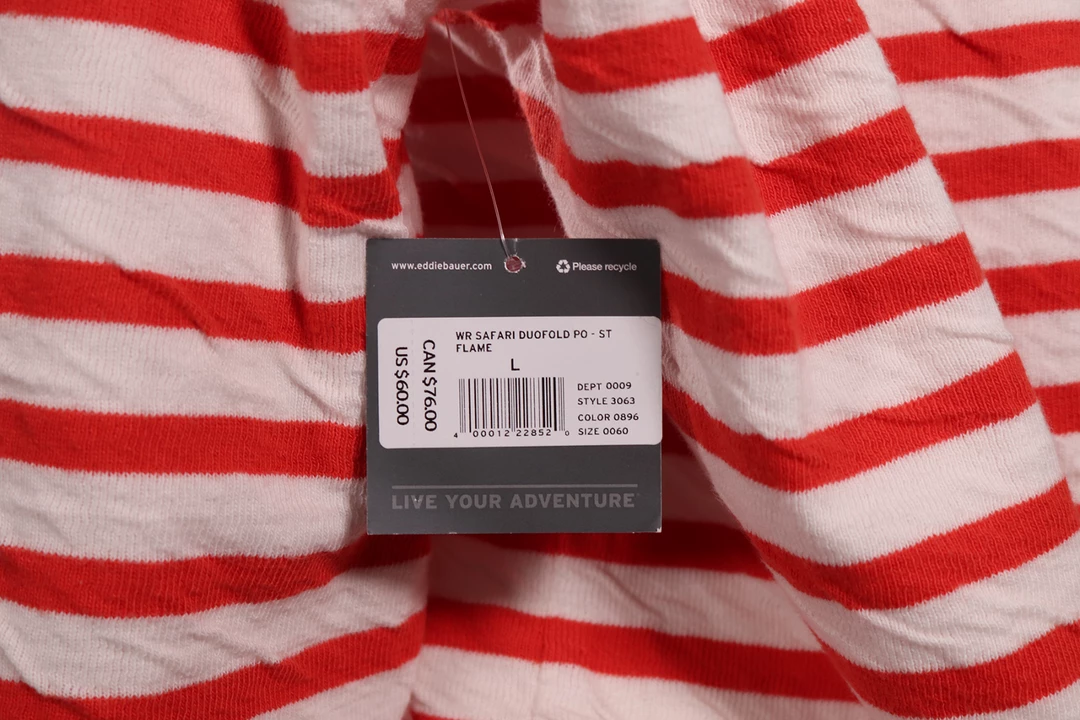 www.eddiebauer.com
Please recycle
WR SAFARI DUOFOLD PO - ST
FLAME
L
CAN $76.00
US $60.00
DEPT 0009
STYLE 3063
COLOR 0896
SIZE 0060
4 00012 22852 0
LIVE YOUR ADVENTURE